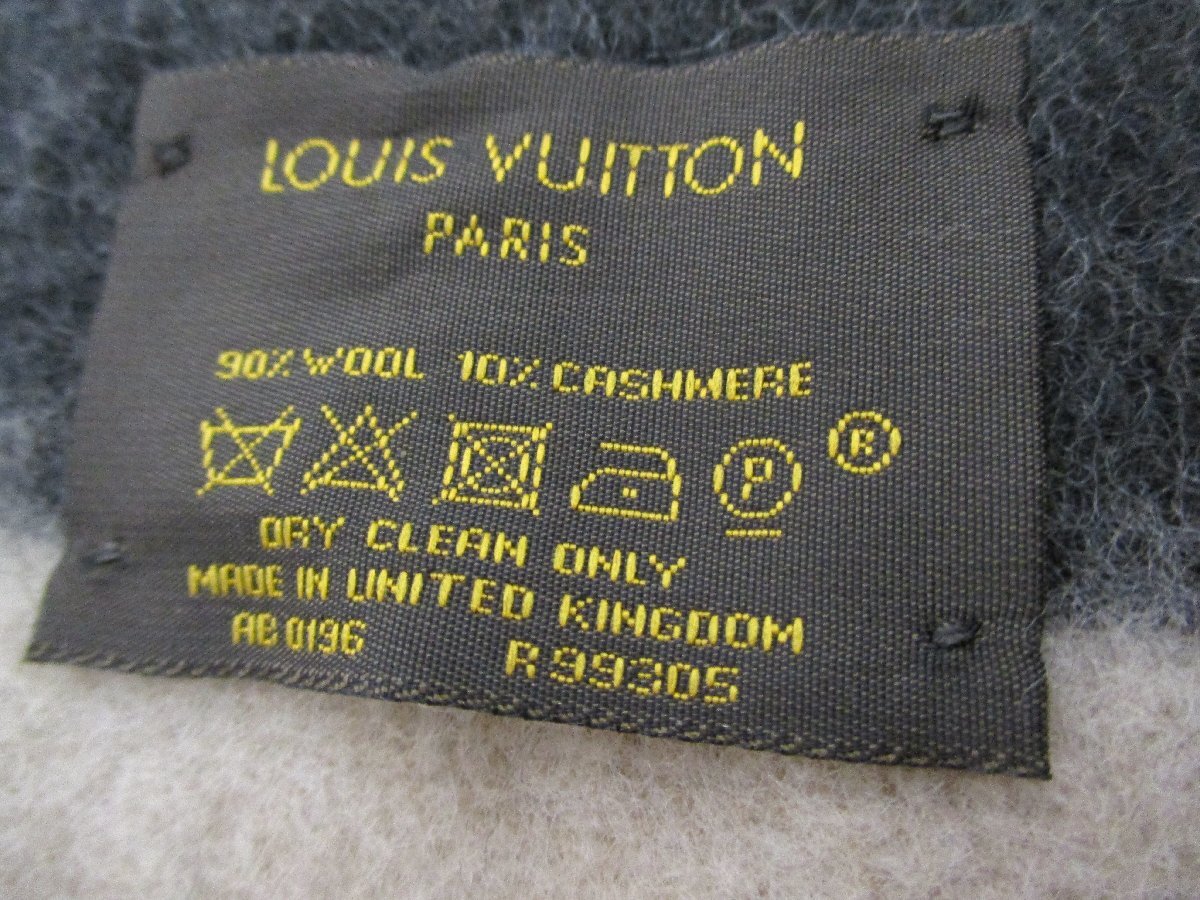 LOUIS VUITTON
PARIS
90% WOOL 10% CASHMERE
P ®
DRY CLEAN ONLY
MADE IN UNITED KINGDOM
AB 0196 R 99305